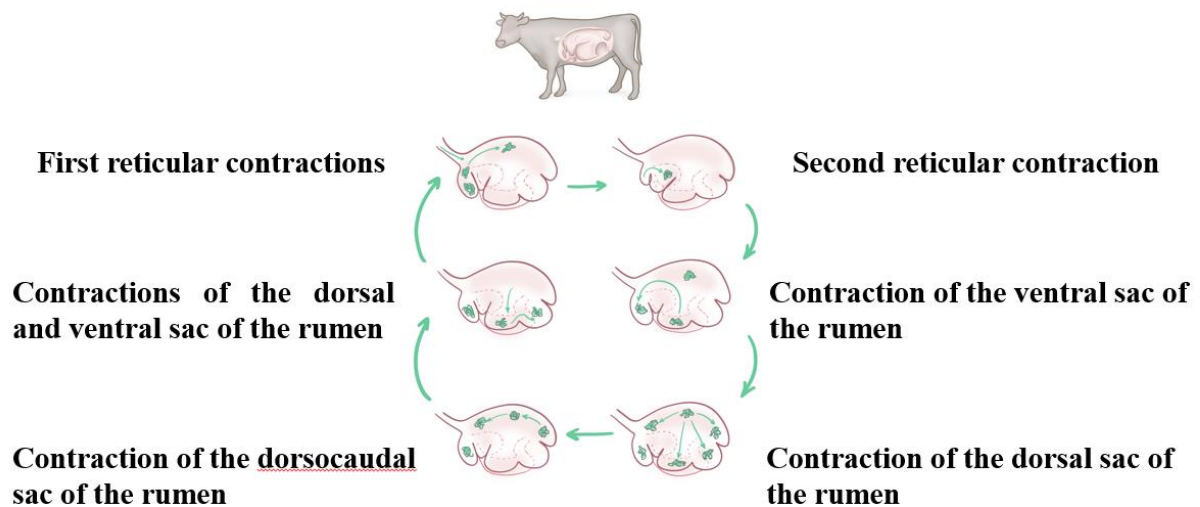 First reticular contractions
Second reticular contraction
Contractions of the dorsal
and ventral sac of the rumen
Contraction of the ventral sac of
the rumen
Contraction of the dorsocaudal
sac of the rumen
Contraction of the dorsal sac of
the rumen